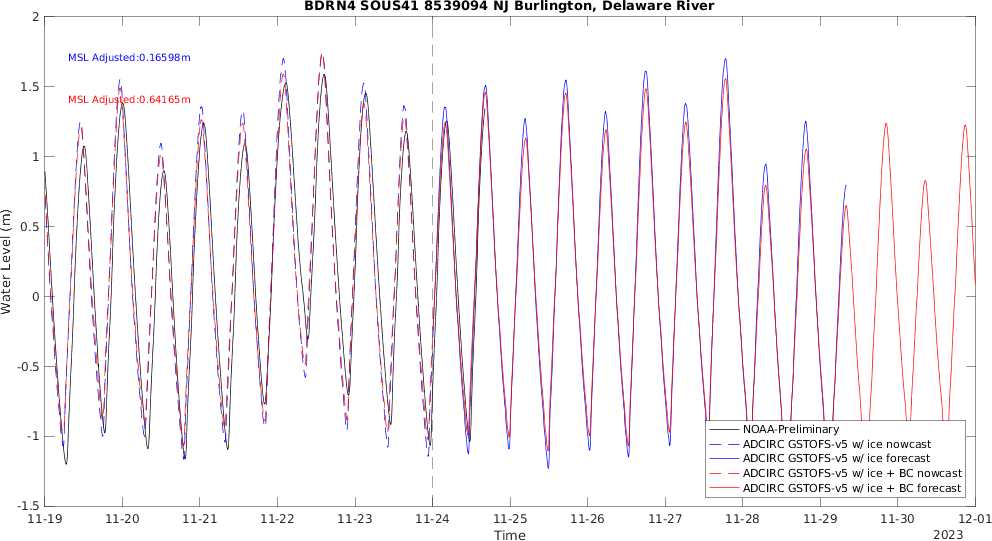 BDRN4 SOUS41 8539094 NJ Burlington, Delaware River
2
1.5
1
0.5
0
-0.5
-1
-1.5
Water Level (m)
MSL Adjusted:0.16598m
MSL Adjusted:0.64165m
NOAA-Preliminary
ADCIRC GSTOFS-v5 w/ ice nowcast
ADCIRC GSTOFS-v5 w/ ice forecast
ADCIRC GSTOFS-v5 w/ ice + BC nowcast
ADCIRC GSTOFS-v5 w/ ice + BC forecast
11-19 11-20 11-21 11-22 11-23 11-24 11-25 11-26 11-27 11-28 11-29 11-30 12-01
Time
2023